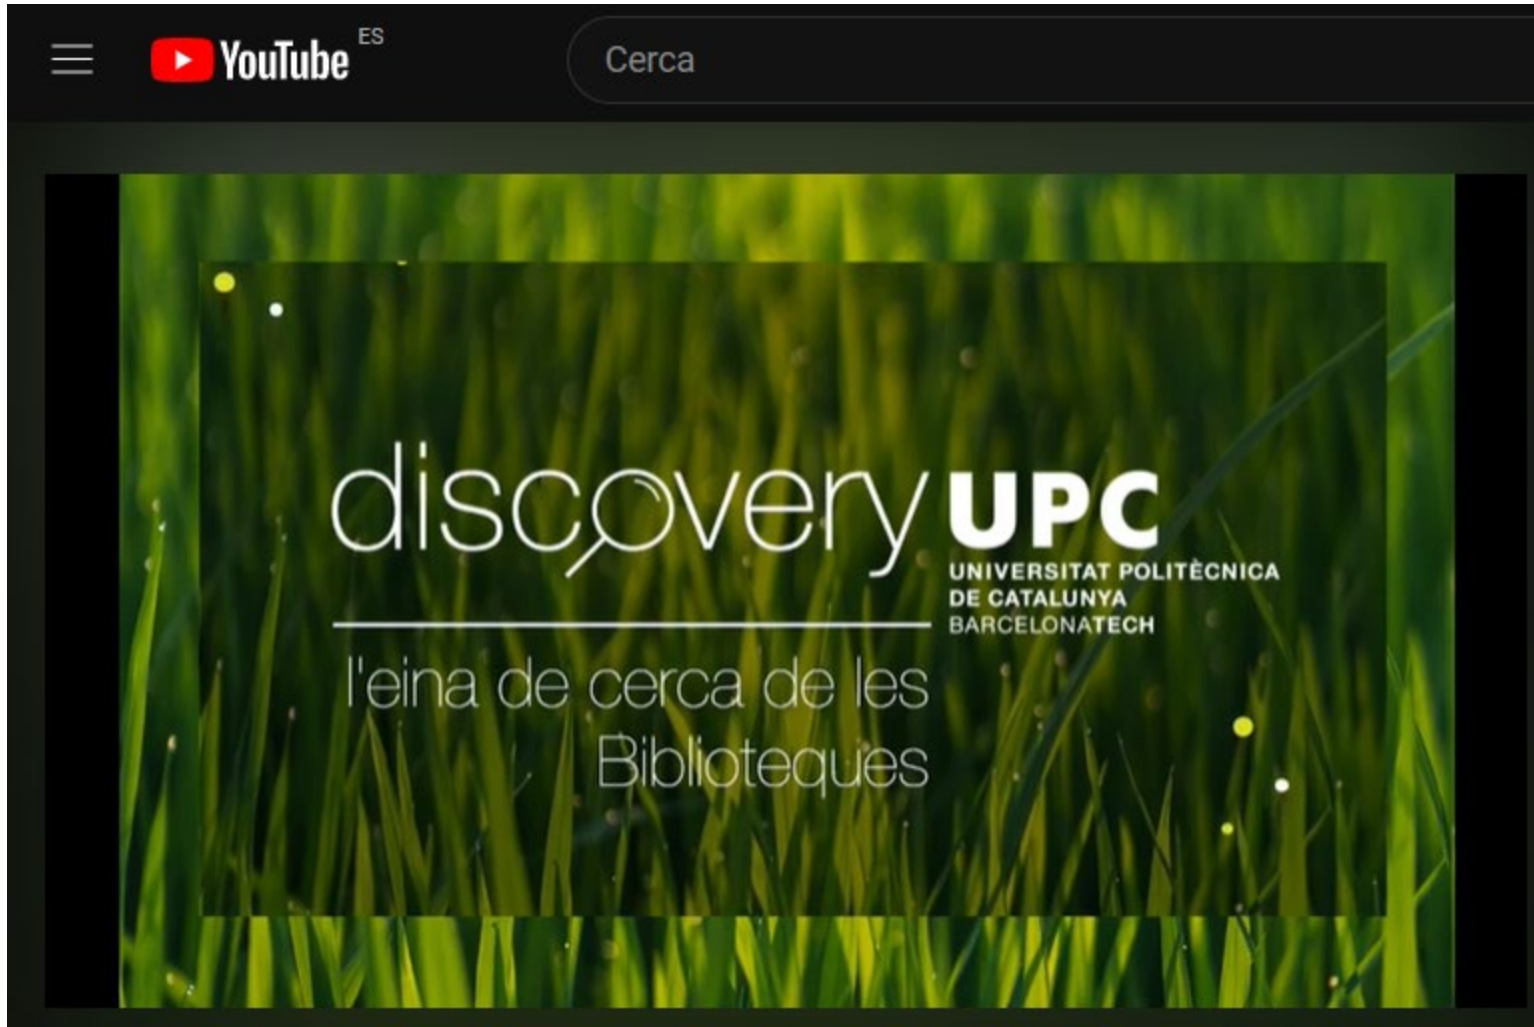 YouTube ES
Cerca
discovery UPC
UNIVERSITAT POLITÈCNICA
DE CATALUNYA
BARCELONATECH
l'eina de cerca de les
Biblioteques